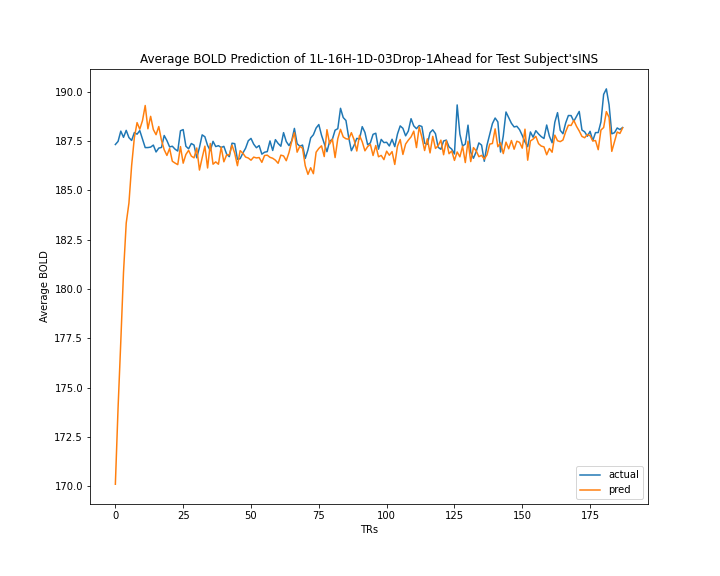 Average BOLD Prediction of 1L-16H-1D-03Drop-1Ahead for Test Subject'sINS
190.0
187.5
185.0
182.5
180.0
177.5
175.0
172.5
170.0
Average BOLD
0 25 50 75 100 125 150 175
TRs
actual
pred